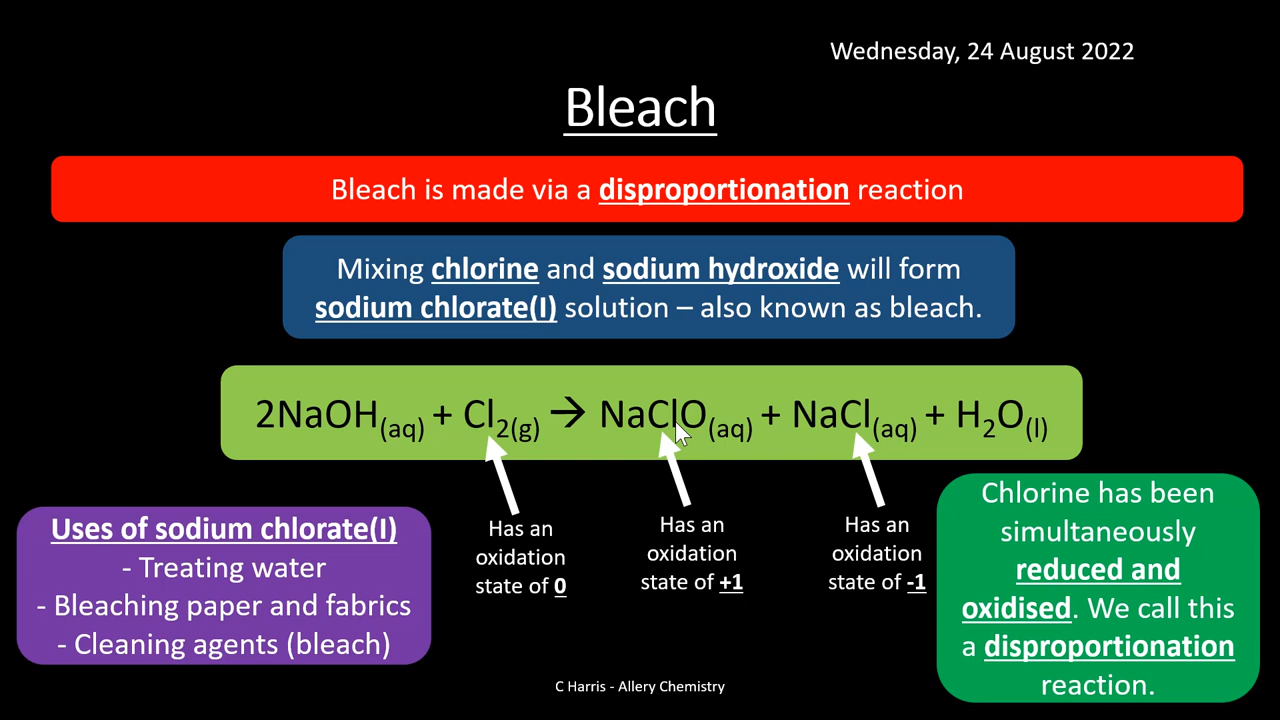 Wednesday, 24 August 2022
Bleach
Bleach is made via a disproportionation reaction
Mixing chlorine and sodium hydroxide will form
sodium chlorate(I) solution – also known as bleach.
2NaOH(aq) + Cl2(g) → NaClO(aq) + NaCl(aq) + H2O(l)
Has an
oxidation
state of 0
Has an
oxidation
state of +1
Has an
oxidation
state of -1
Uses of sodium chlorate(I)
- Treating water
- Bleaching paper and fabrics
- Cleaning agents (bleach)
Chlorine has been
simultaneously
reduced and
oxidised. We call this
a disproportionation
reaction.
C Harris - Allery Chemistry